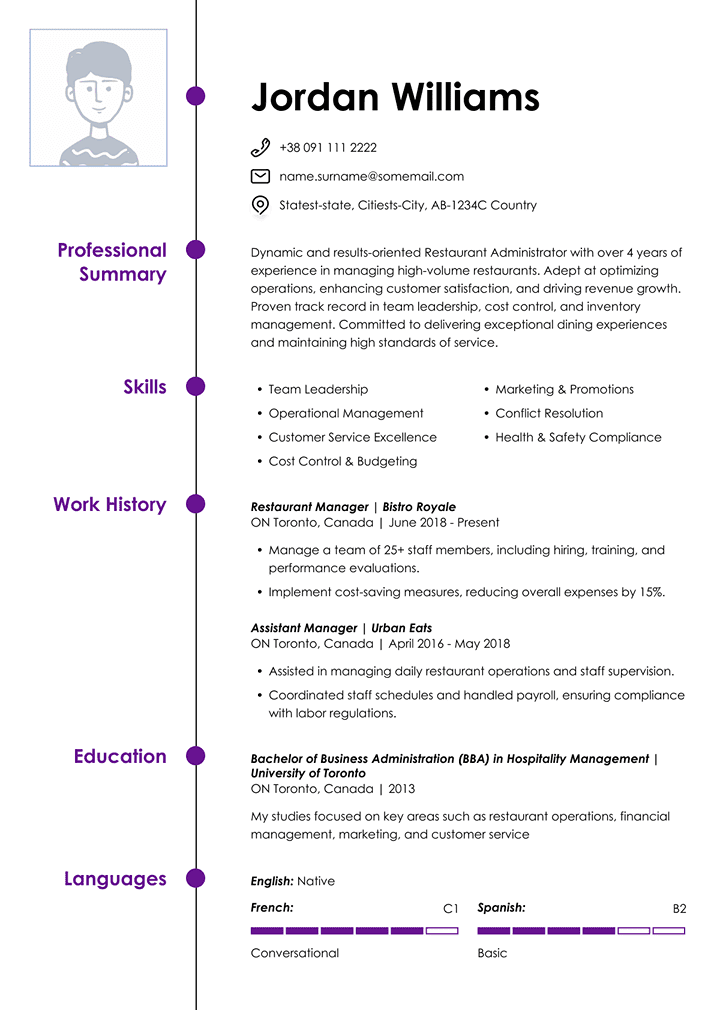 Jordan Williams
+38 091 111 2222
name.surname@somemail.com
Statest-state, Citiests-City, AB-1234C Country
Professional
Summary
Dynamic and results-oriented Restaurant Administrator with over 4 years of
experience in managing high-volume restaurants. Adept at optimizing
operations, enhancing customer satisfaction, and driving revenue growth.
Proven track record in team leadership, cost control, and inventory
management. Committed to delivering exceptional dining experiences
and maintaining high standards of service.
Skills
• Team Leadership
• Operational Management
• Customer Service Excellence
• Cost Control & Budgeting
• Marketing & Promotions
• Conflict Resolution
• Health & Safety Compliance
Work History
Restaurant Manager | Bistro Royale
ON Toronto, Canada | June 2018 - Present
• Manage a team of 25+ staff members, including hiring, training, and
performance evaluations.
• Implement cost-saving measures, reducing overall expenses by 15%.
Assistant Manager | Urban Eats
ON Toronto, Canada | April 2016 - May 2018
• Assisted in managing daily restaurant operations and staff supervision.
• Coordinated staff schedules and handled payroll, ensuring compliance
with labor regulations.
Education
Bachelor of Business Administration (BBA) in Hospitality Management |
University of Toronto
ON Toronto, Canada | 2013
My studies focused on key areas such as restaurant operations, financial
management, marketing, and customer service
Languages
English: Native
French: C1
Conversational
Spanish: B2
Basic